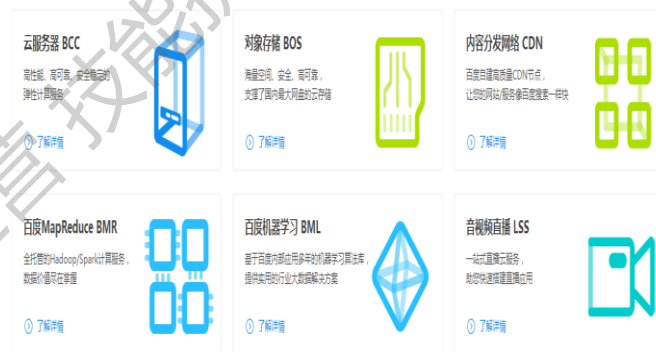 云服务器 BCC
高性能、高可靠、安全稳定的
弹性计算服务
了解详情
对象存储 BOS
海量空间、安全、高可靠，
支撑了国内最大网盘的云存储
了解详情
内容分发网络 CDN
百度自建高质量CDN节点，
让您的网站/服务像百度搜索一样快
了解详情
百度MapReduce BMR
全托管的Hadoop/Spark计算服务，
数据价值尽在掌握
了解详情
百度机器学习 BML
基于百度内部应用多年的机器学习算法库，
提供实用的行业大数据解决方案
了解详情
音视频直播 LSS
一站式直播云服务，
助您快速搭建直播应用
了解详情